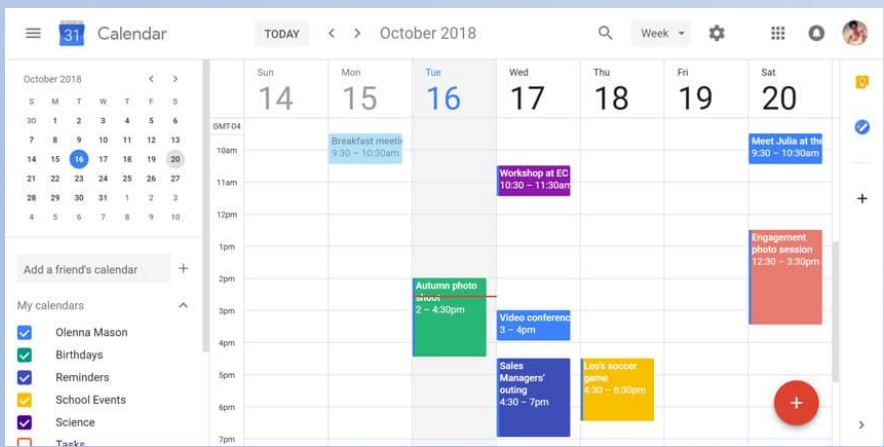 31 Calendar
TODAY
October 2018
Week
October 2018
S M T W T F S
30 1 2 3 4 5 6
7 8 9 10 11 12 13
14 15 16 17 18 19 20
21 22 23 24 25 26 27
28 29 30 31 1 2 3
4 5 6 7 8 9 10
Add a friend's calendar
My calendars
Olenna Mason
Birthdays
Reminders
School Events
Science
Tasks
Sun Mon Tue Wed Thu Fri Sat
14 15 16 17 18 19 20
GMT-04
10am
11am
12pm
1pm
2pm
3pm
4pm
5pm
6pm
7pm
Breakfast meeti
9:30 – 10:30am
Autumn photo
shoot
2 – 4:30pm
Workshop at EC
10:30 – 11:30am
Video conferenc
3 – 4pm
Sales
Managers'
outing
4:30 – 7pm
Leo's soccer
game
4:30 – 6:30pm
Meet Julia at the
9:30 – 10:30am
Engagement
photo session
12:30 – 3:30pm